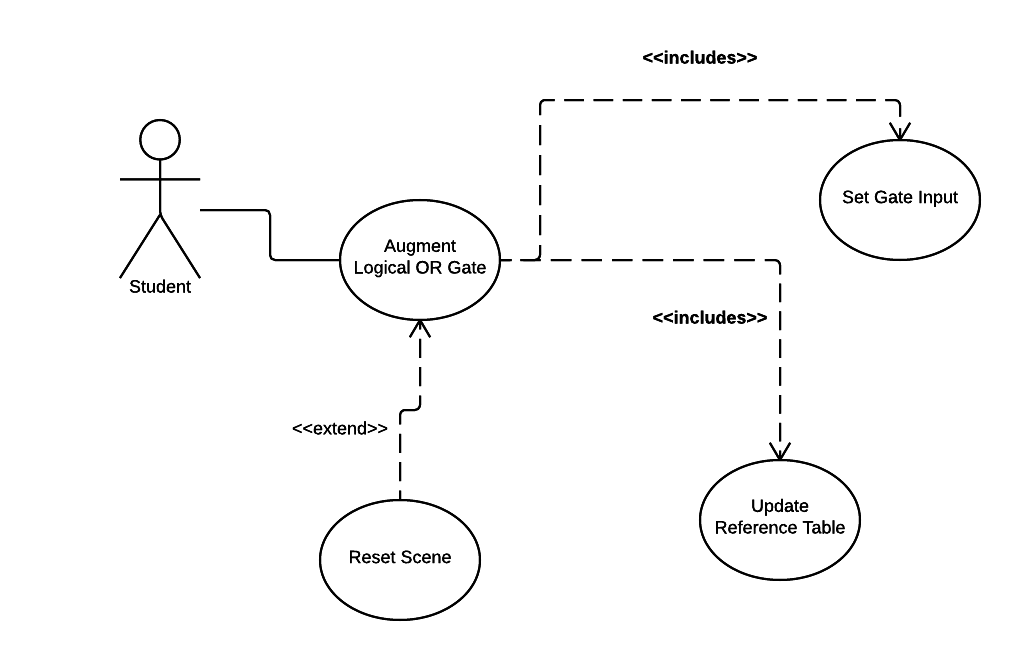 <<includes>>
Set Gate Input
Augment
Logical OR Gate
Student
<<includes>>
<<extend>>
Update
Reference Table
Reset Scene